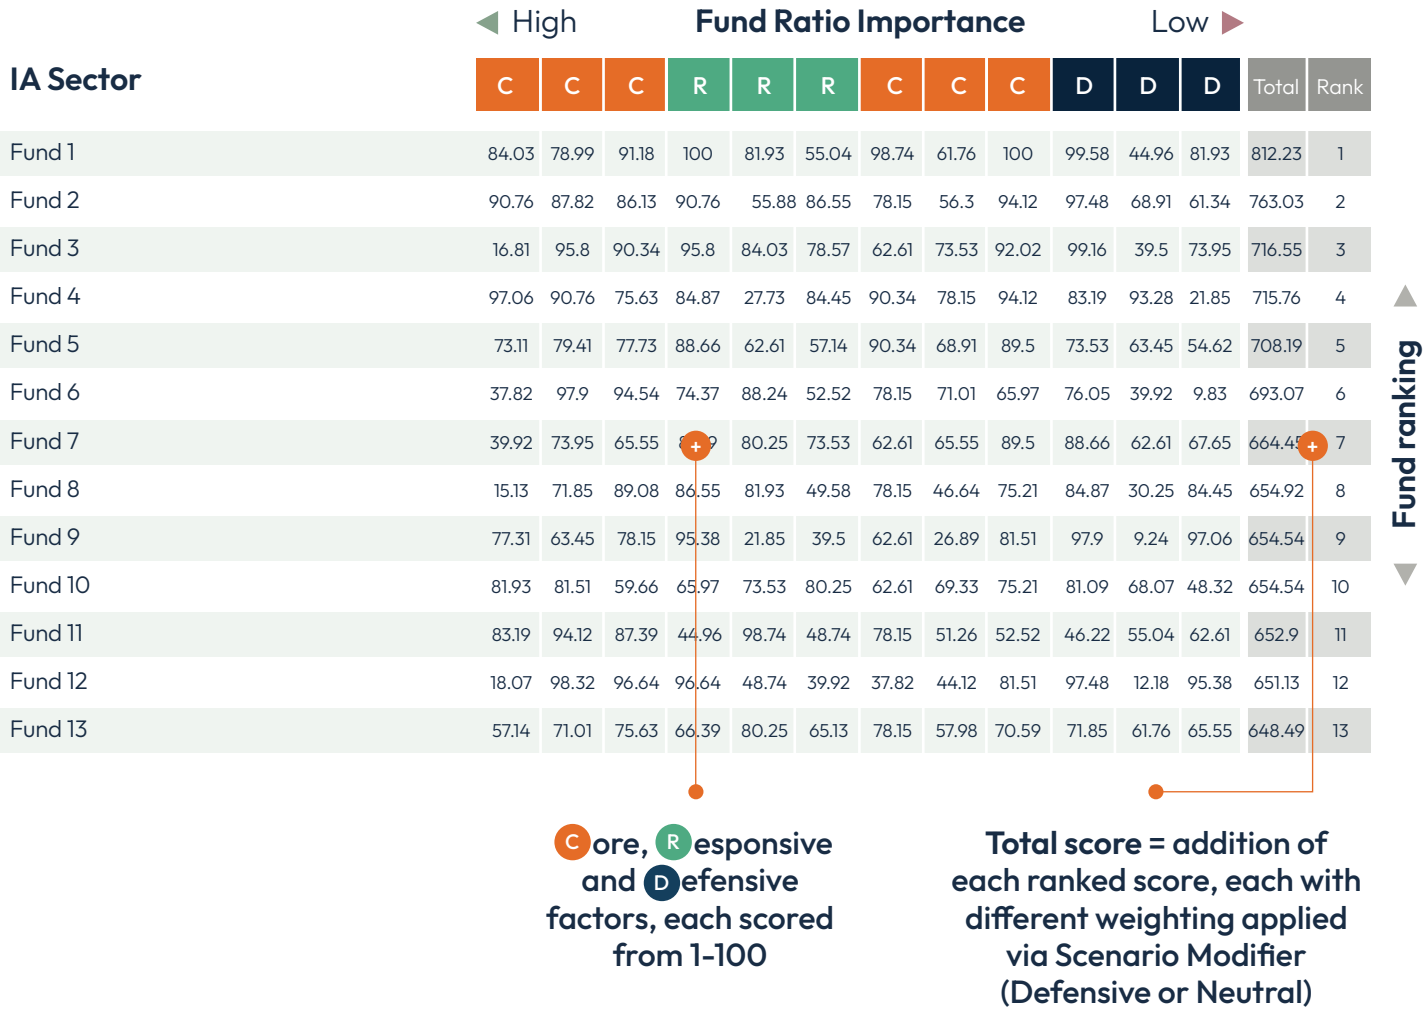 High Fund Ratio Importance Low
IA Sector C C C R R R C C C D D D Total Rank
Fund 1 84.03 78.99 91.18 100 81.93 55.04 98.74 61.76 100 99.58 44.96 81.93 812.23 1
Fund 2 90.76 87.82 86.13 90.76 55.88 86.55 78.15 56.3 94.12 97.48 68.91 61.34 763.03 2
Fund 3 16.81 95.8 90.34 95.8 84.03 78.57 62.61 73.53 92.02 99.16 39.5 73.95 716.55 3
Fund 4 97.06 90.76 75.63 84.87 27.73 84.45 90.34 78.15 94.12 83.19 93.28 21.85 715.76 4
Fund 5 73.11 79.41 77.73 88.66 62.61 57.14 90.34 68.91 89.5 73.53 63.45 54.62 708.19 5
Fund 6 37.82 97.9 94.54 74.37 88.24 52.52 78.15 71.01 65.97 76.05 39.92 9.83 693.07 6
Fund 7 39.92 73.95 65.55 + 80.25 73.53 62.61 65.55 89.5 88.66 62.61 67.65 664.45 + 7
Fund 8 15.13 71.85 89.08 86.55 81.93 49.58 78.15 46.64 75.21 84.87 30.25 84.45 654.92 8
Fund 9 77.31 63.45 78.15 95.38 21.85 39.5 62.61 26.89 81.51 97.9 9.24 97.06 654.54 9
Fund 10 81.93 81.51 59.66 65.97 73.53 80.25 62.61 69.33 75.21 81.09 68.07 48.32 654.54 10
Fund 11 83.19 94.12 87.39 44.96 98.74 48.74 78.15 51.26 52.52 46.22 55.04 62.61 652.9 11
Fund 12 18.07 98.32 96.64 96.64 48.74 39.92 37.82 44.12 81.51 97.48 12.18 95.38 651.13 12
Fund 13 57.14 71.01 75.63 66.39 80.25 65.13 78.15 57.98 70.59 71.85 61.76 65.55 648.49 13
Fund ranking
Core, Responsive
and Defensive
factors, each scored
from 1-100
Total score = addition of
each ranked score, each with
different weighting applied
via Scenario Modifier
(Defensive or Neutral)